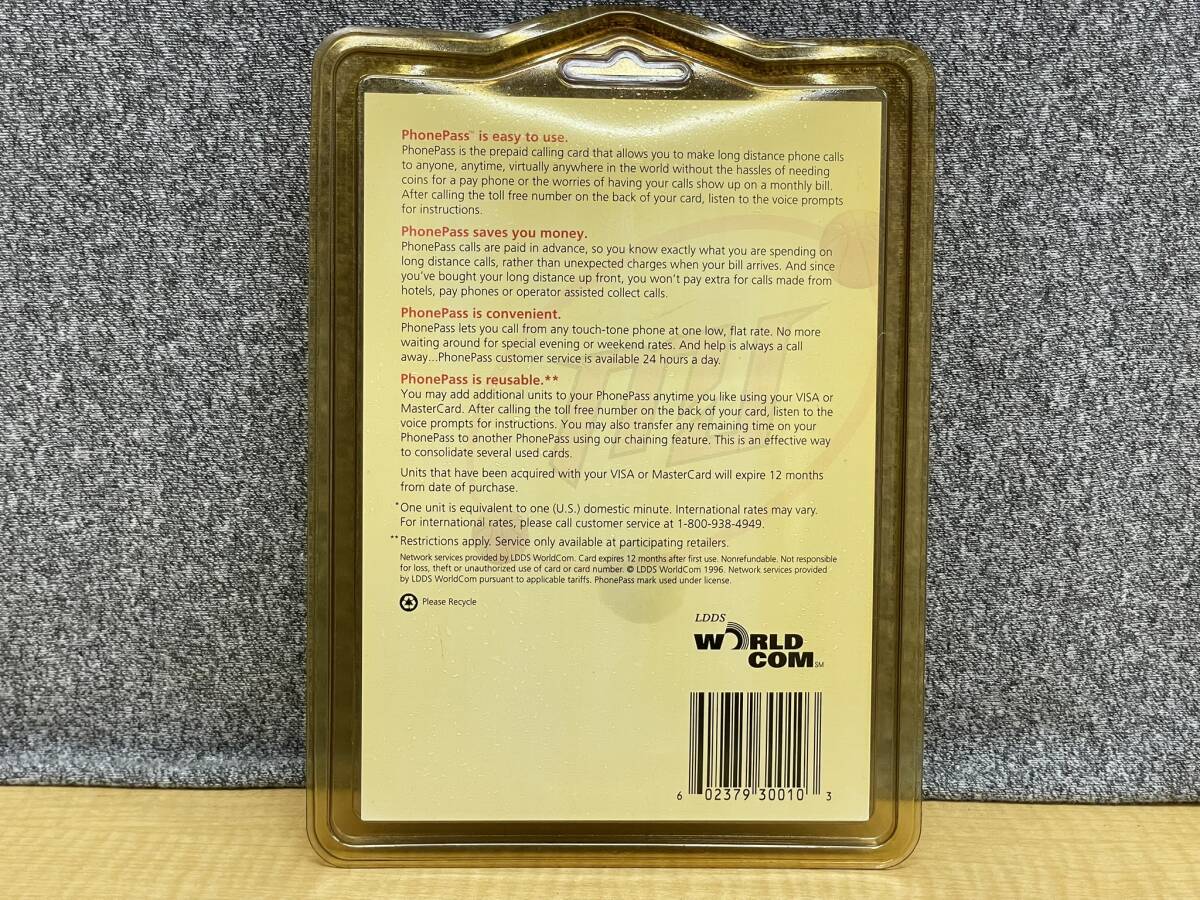 PhonePass™ is easy to use.
PhonePass is the prepaid calling card that allows you to make long distance phone calls
to anyone, anytime, virtually anywhere in the world without the hassles of needing
coins for a pay phone or the worries of having your calls show up on a monthly bill.
After calling the toll free number on the back of your card, listen to the voice prompts
for instructions.
PhonePass saves you money.
PhonePass calls are paid in advance, so you know exactly what you are spending on
long distance calls, rather than unexpected charges when your bill arrives. And since
you've bought your long distance up front, you won't pay extra for calls made from
hotels, pay phones or operator assisted collect calls.
PhonePass is convenient.
PhonePass lets you call from any touch-tone phone at one low, flat rate. No more
waiting around for special evening or weekend rates. And help is always a call
away...PhonePass customer service is available 24 hours a day.
PhonePass is reusable.**
You may add additional units to your PhonePass anytime you like using your VISA or
MasterCard. After calling the toll free number on the back of your card, listen to the
voice prompts for instructions. You may also transfer any remaining time on your
PhonePass to another PhonePass using our chaining feature. This is an effective way
to consolidate several used cards.
Units that have been acquired with your VISA or MasterCard will expire 12 months
from date of purchase.
*One unit is equivalent to one (U.S.) domestic minute. International rates may vary.
For international rates, please call customer service at 1-800-938-4949.
**Restrictions apply. Service only available at participating retailers.
Network services provided by LDDS WorldCom. Card expires 12 months after first use. Nonrefundable. Not responsible
for loss, theft or unauthorized use of card or card number. © LDDS WorldCom 1996. Network services provided
by LDDS WorldCom pursuant to applicable tariffs. PhonePass mark used under license.
Please Recycle
LDDS
WORLD
COM SM
6 02379 30010 3